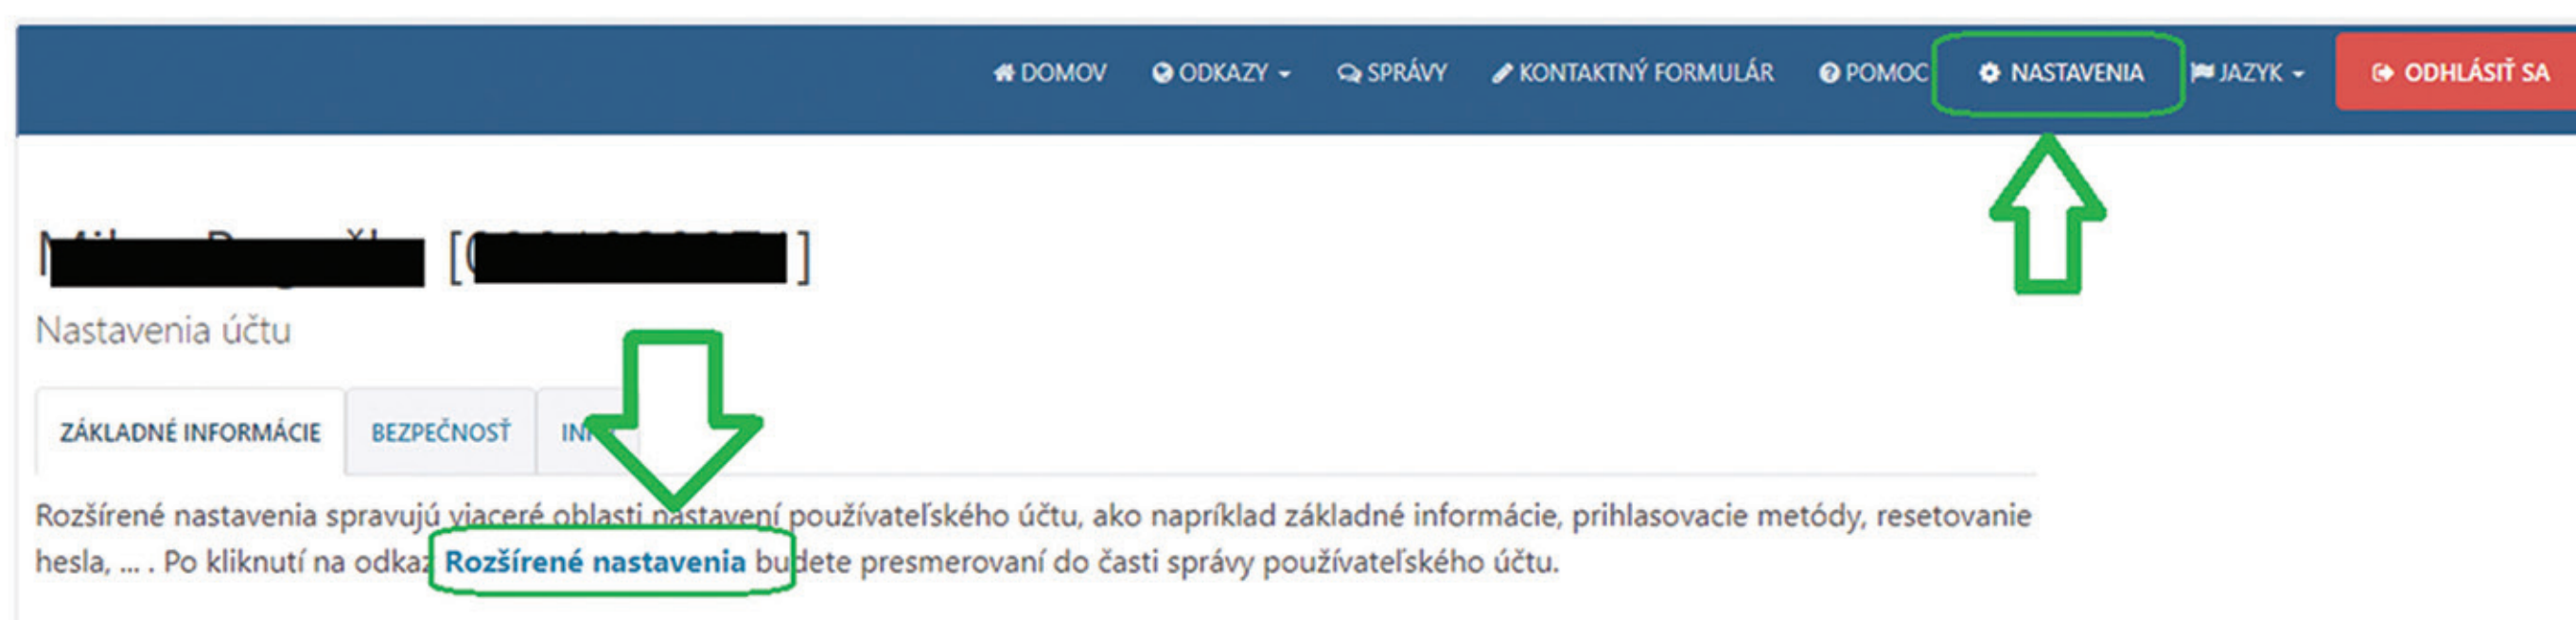 DOMOV ODKAZY SPRÁVY KONTAKTNÝ FORMULÁR POMOC NASTAVENIA JAZYK ODHLÁSIŤ SA
Nastavenia účtu
ZÁKLADNÉ INFORMÁCIE BEZPEČNOSŤ
Rozšírené nastavenia spravujú viaceré oblasti nastavení používateľského účtu, ako napríklad základné informácie, prihlasovacie metódy, resetovanie
hesla, ... . Po kliknutí na odkaz Rozšírené nastavenia budete presmerovaní do časti správy používateľského účtu.